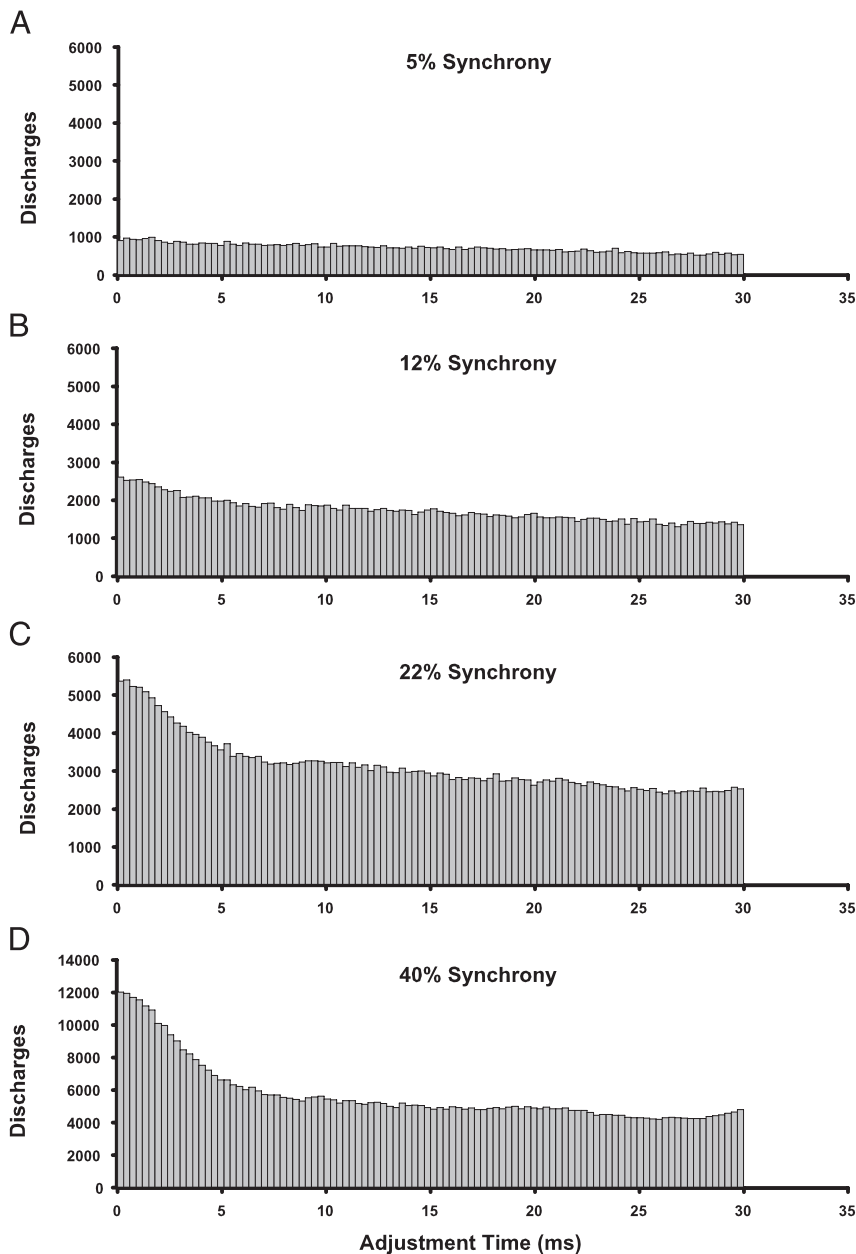 A
5% Synchrony
Discharges
6000
5000
4000
3000
2000
1000
0
0 5 10 15 20 25 30 35
B
12% Synchrony
Discharges
6000
5000
4000
3000
2000
1000
0
0 5 10 15 20 25 30 35
C
22% Synchrony
Discharges
6000
5000
4000
3000
2000
1000
0
0 5 10 15 20 25 30 35
D
40% Synchrony
Discharges
14000
12000
10000
8000
6000
4000
2000
0
0 5 10 15 20 25 30 35
Adjustment Time (ms)